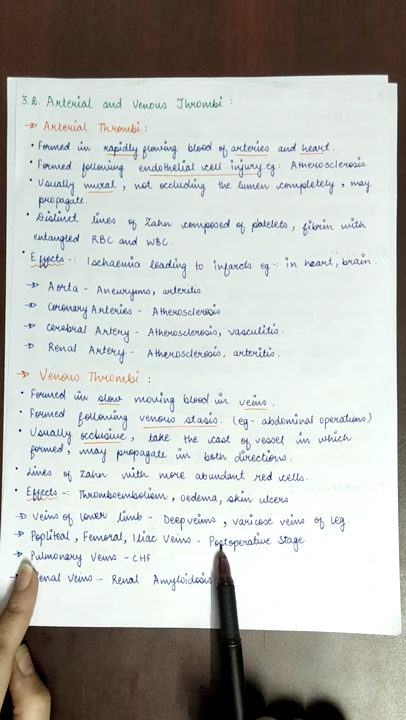 3.2. Arterial and Venous Thrombi :
→ Arterial Thrombi :
• Formed in rapidly flowing blood of arteries and heart.
• Formed following endothelial cell injury. eg: Atherosclerosis.
• Usually mural, not occluding the lumen completely, may
propagate.
• Distinct lines of Zahn composed of platelets, fibrin with
entangled RBC and WBC.
• Effects -: Ischaemia leading to infarcts eg -: in heart, brain.
→ Aorta - Aneurysms, arteritis
→ Coronary Arteries - Atherosclerosis
→ Cerebral Artery - Atherosclerosis, vasculitis.
→ Renal Artery - Atherosclerosis, arteritis.
→ Venous Thrombi :
• Formed in slow moving blood in veins.
• Formed following venous stasis. (eg - abdominal operations)
• Usually occlusive, take the cast of vessel in which
formed, may propagate in both directions.
• Lines of Zahn with more abundant red cells.
• Effects -: Thromboembolism, oedema, skin ulcers.
→ Veins of lower limb - Deep veins, varicose veins of leg.
→ Popliteal, Femoral, Iliac Veins - Postoperative stage
→ Pulmonary Veins - CHF
→ Renal Veins - Renal Amyloidosis